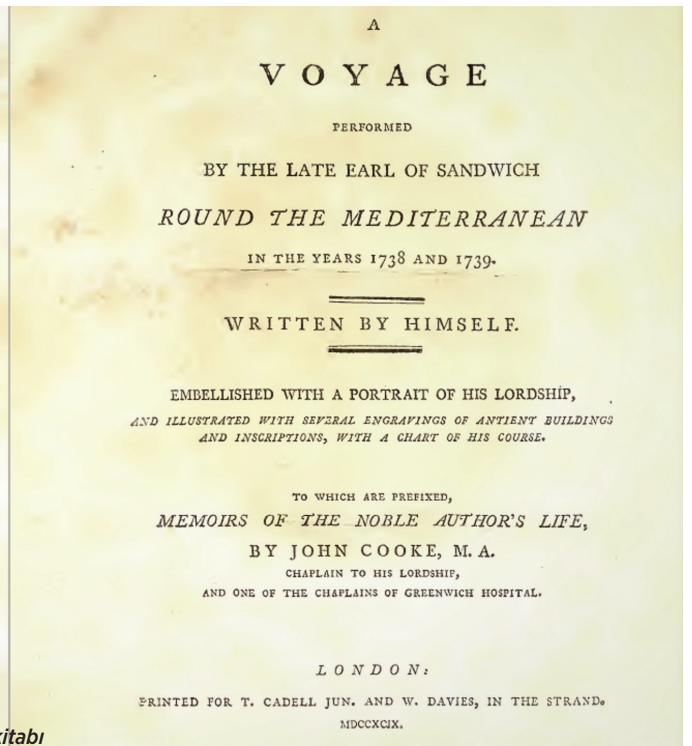 A
VOYAGE
PERFORMED
BY THE LATE EARL OF SANDWICH
ROUND THE MEDITERRANEAN
IN THE YEARS 1738 AND 1739.
WRITTEN BY HIMSELF.
EMBELLISHED WITH A PORTRAIT OF HIS LORDSHIP,
AND ILLUSTRATED WITH SEVERAL ENGRAVINGS OF ANTIENT BUILDINGS
AND INSCRIPTIONS, WITH A CHART OF HIS COURSE.
TO WHICH ARE PREFIXED,
MEMOIRS OF THE NOBLE AUTHOR'S LIFE,
BY JOHN COOKE, M. A.
CHAPLAIN TO HIS LORDSHIP,
AND ONE OF THE CHAPLAINS OF GREENWICH HOSPITAL.
LONDON:
PRINTED FOR T. CADELL JUN. AND W. DAVIES, IN THE STRAND.
MDCCXCIX.
kitabı